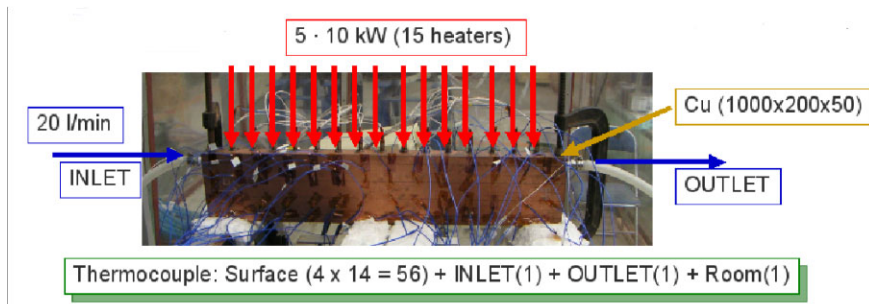 5 · 10 kW (15 heaters)
20 l/min
Cu (1000x200x50)
INLET
OUTLET
Thermocouple: Surface (4 x 14 = 56) + INLET(1) + OUTLET(1) + Room(1)